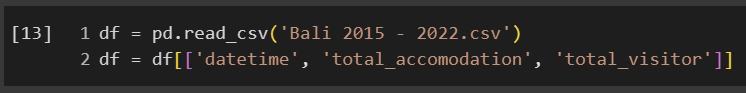 [13] 1 df = pd.read_csv('Bali 2015 - 2022.csv')
2 df = df[['datetime', 'total_accomodation', 'total_visitor']]